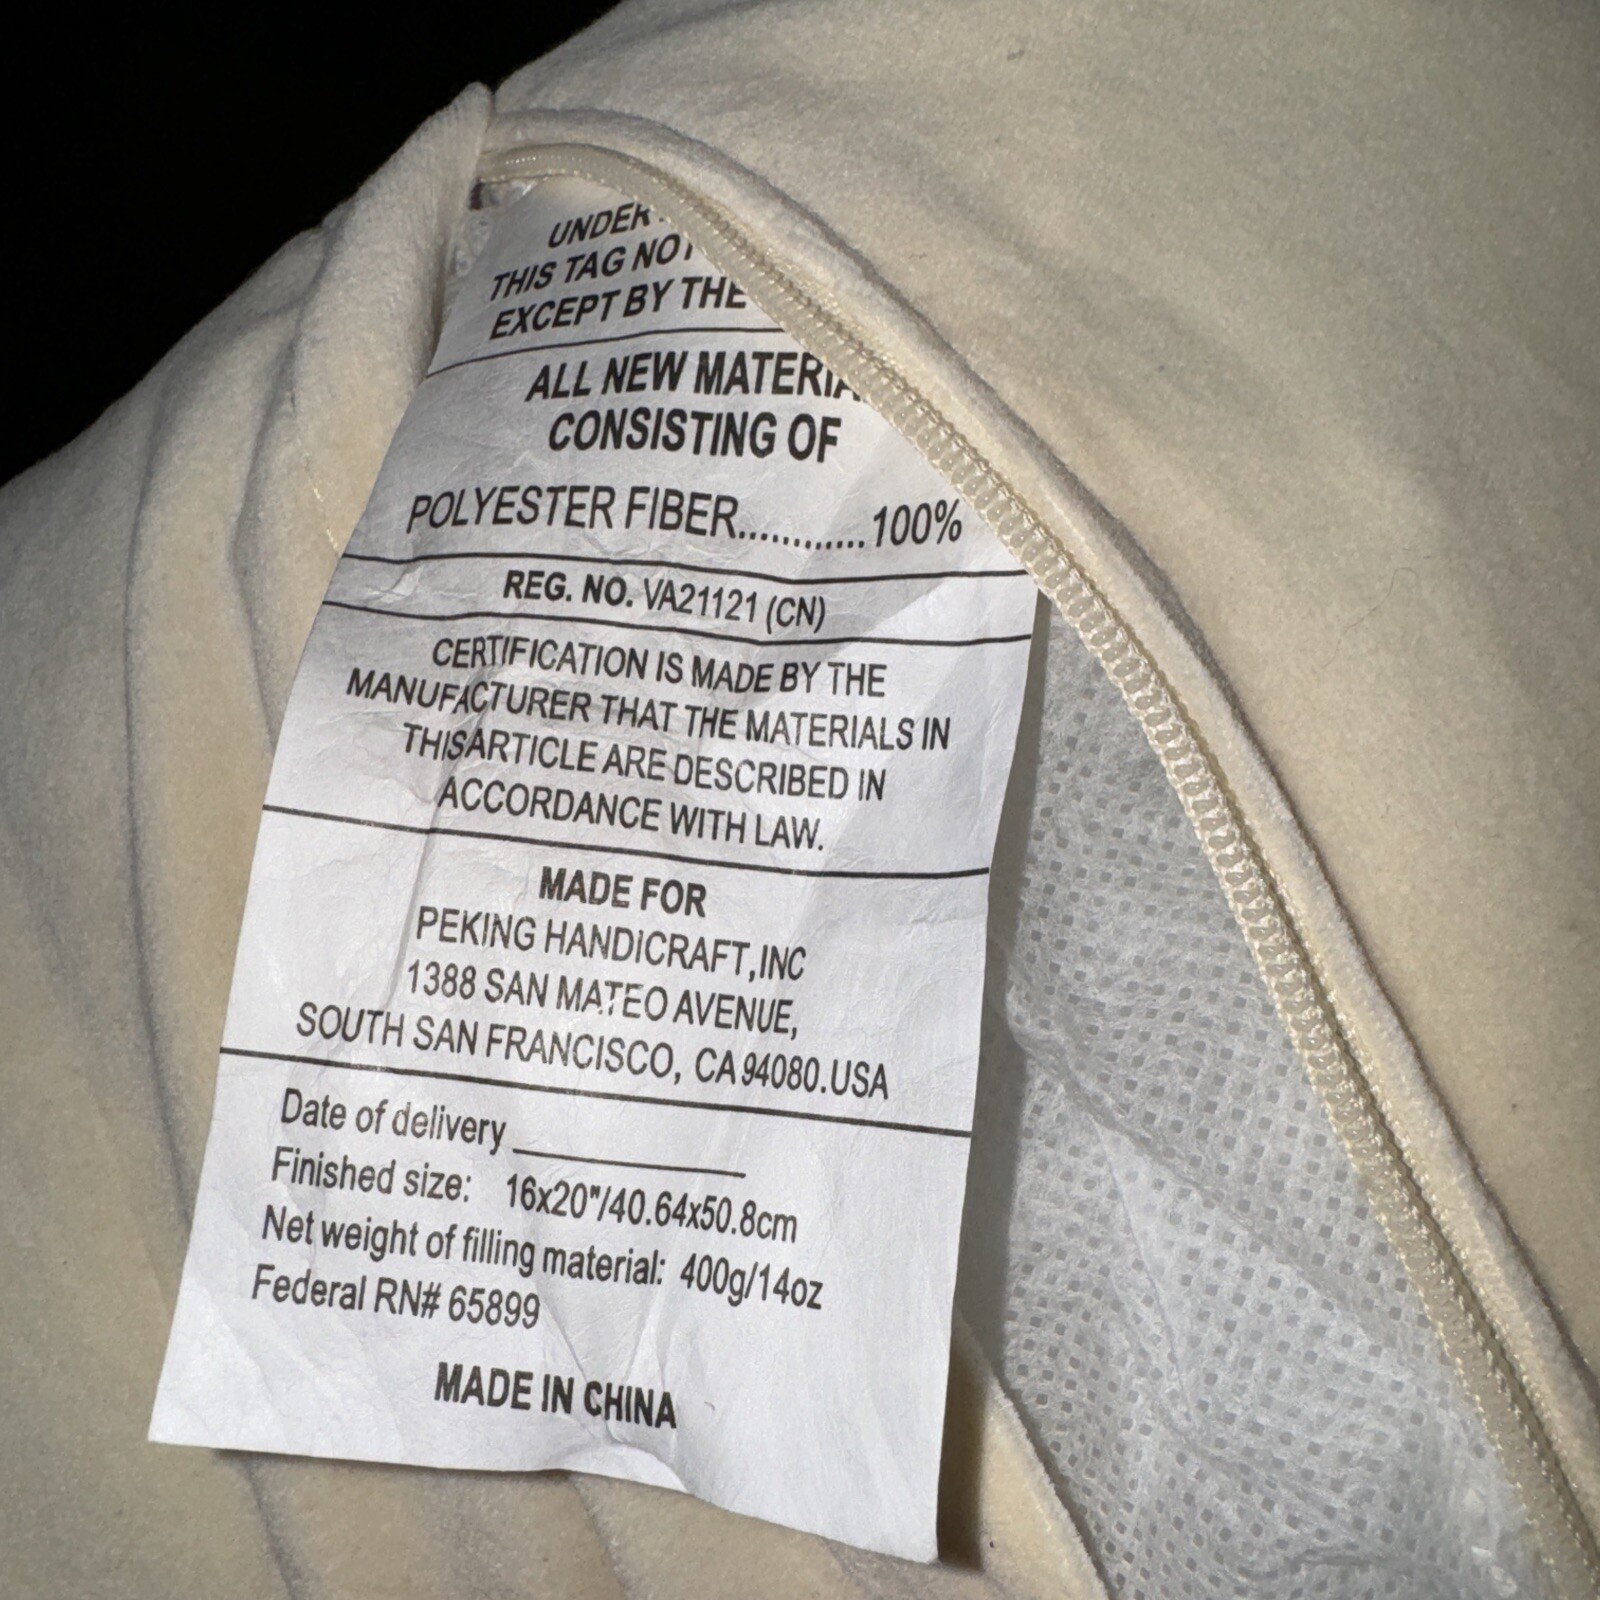 UNDER
THIS TAG NOT
EXCEPT BY THE
ALL NEW MATERIA
CONSISTING OF
POLYESTER FIBER............100%
REG. NO. VA21121 (CN)
CERTIFICATION IS MADE BY THE
MANUFACTURER THAT THE MATERIALS IN
THISARTICLE ARE DESCRIBED IN
ACCORDANCE WITH LAW.
MADE FOR
PEKING HANDICRAFT,INC
1388 SAN MATEO AVENUE,
SOUTH SAN FRANCISCO, CA 94080.USA
Date of delivery ____________
Finished size: 16x20"/40.64x50.8cm
Net weight of filling material: 400g/14oz
Federal RN# 65899
MADE IN CHINA